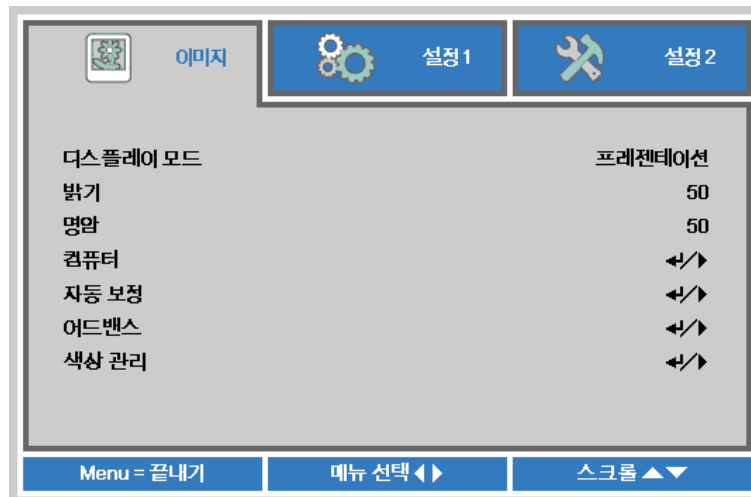 이미지
설정 1
설정 2
디스플레이 모드 프레젠테이션
밝기 50
명암 50
컴퓨터 ↵/▶
자동 보정 ↵/▶
어드밴스 ↵/▶
색상 관리 ↵/▶
Menu = 끝내기
메뉴 선택 ◀ ▶
스크롤 ▲▼